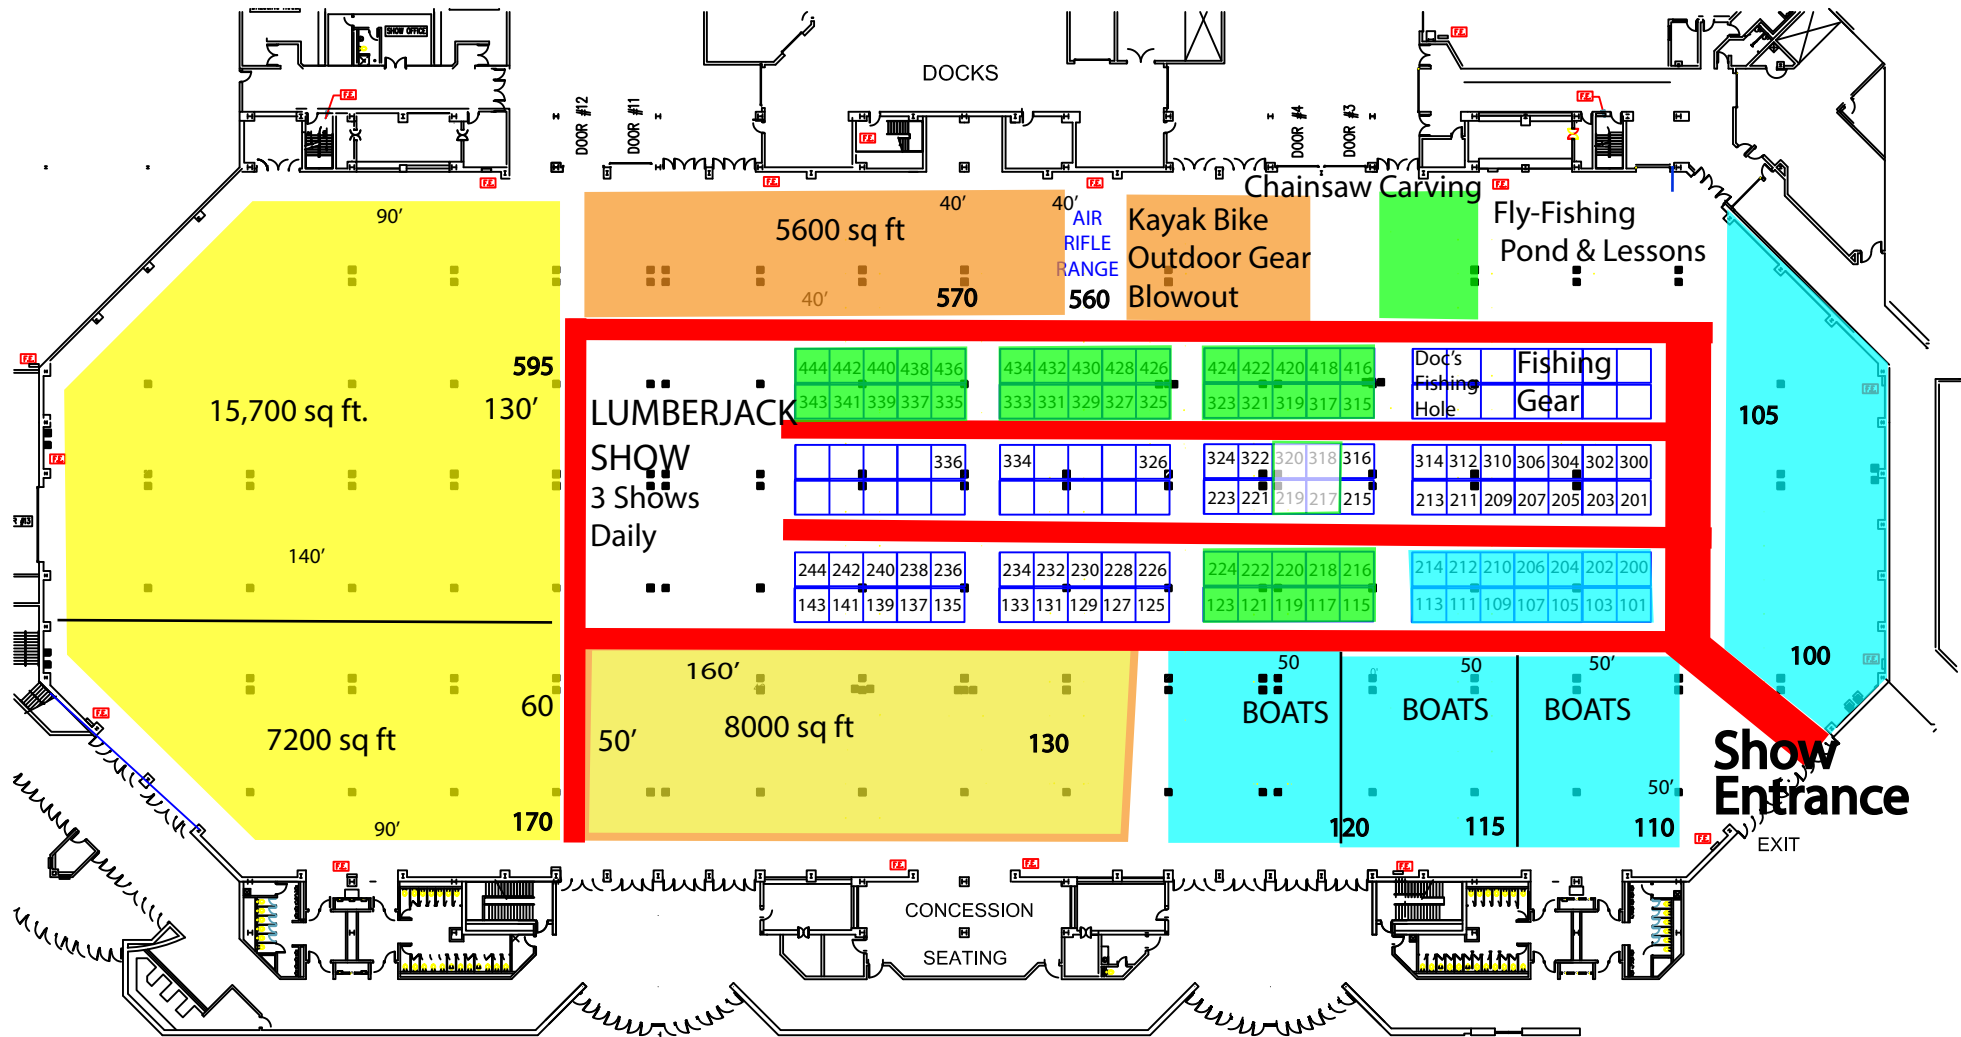 SHOW OFFICE
F.E.
F.E.
DOCKS
F.E.
F.E.
DOOR #12
DOOR #11
DOOR #4
DOOR #3
F.E.
F.E.
F.E.
F.E.
F.E.
Chainsaw Carving
90'
5600 sq ft
40'
40'
AIR
RIFLE
RANGE
560
40'
570
Kayak Bike
Outdoor Gear
Blowout
Fly-Fishing
Pond & Lessons
F.E.
595
130'
15,700 sq ft.
LUMBERJACK
SHOW
3 Shows
Daily
444 442 440 438 436
343 341 339 337 335
434 432 430 428 426
333 331 329 327 325
424 422 420 418 416
323 321 319 317 315
Doc's
Fishing
Hole
Fishing
Gear
F.E.
105
F.E.
336
334 326
324 322 320 318 316
223 221 219 217 215
314 312 310 306 304 302 300
213 211 209 207 205 203 201
140'
244 242 240 238 236
143 141 139 137 135
234 232 230 228 226
133 131 129 127 125
224 222 220 218 216
123 121 119 117 115
214 212 210 206 204 202 200
113 111 109 107 105 103 101
100
F.E.
F.E.
60
7200 sq ft
90'
170
160'
50'
8000 sq ft
130
50
BOATS
120
50
BOATS
115
50'
BOATS
50'
110
Show
Entrance
EXIT
F.E.
F.E.
F.E.
F.E.
F.E.
CONCESSION
SEATING